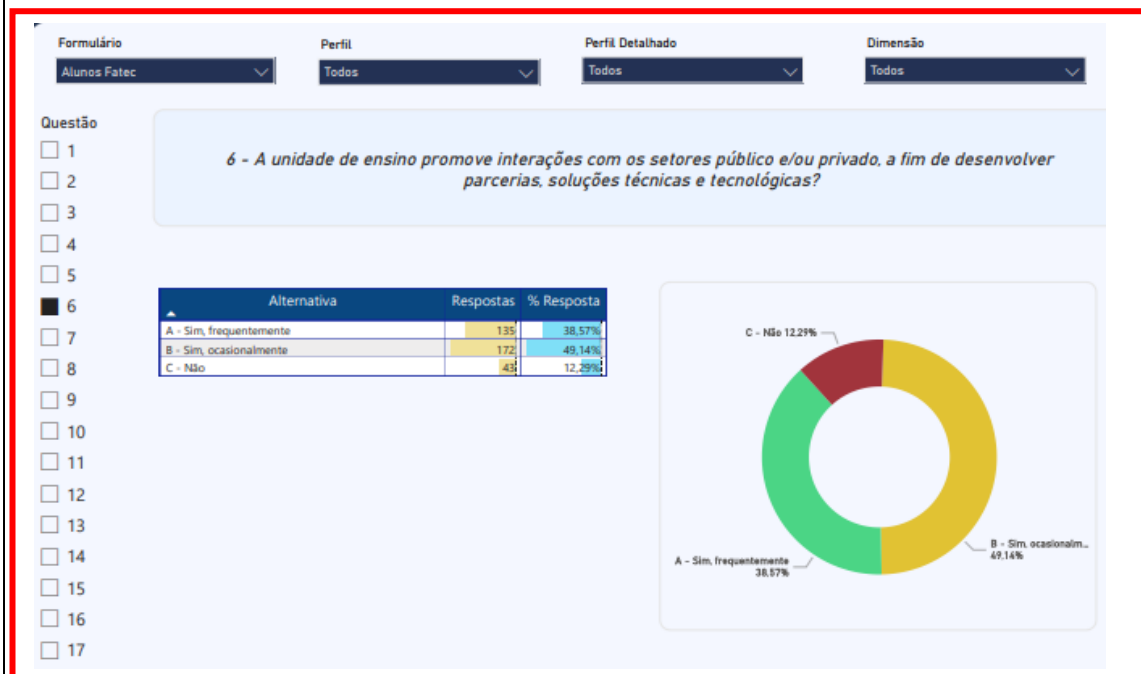 Formulário
Perfil
Perfil Detalhado
Dimensão
Alunos Fatec
Todos
Todos
Todos
Questão
1
2
3
4
5
6
7
8
9
10
11
12
13
14
15
16
17
6 - A unidade de ensino promove interações com os setores público e/ou privado, a fim de desenvolver
parcerias, soluções técnicas e tecnológicas?
Alternativa Respostas % Resposta
A - Sim, frequentemente 135 38,57%
B - Sim, ocasionalmente 172 49,14%
C - Não 43 12,29%
C - Não 12,29%
B - Sim, ocasionalm...
49,14%
A - Sim, frequentemente
38,57%